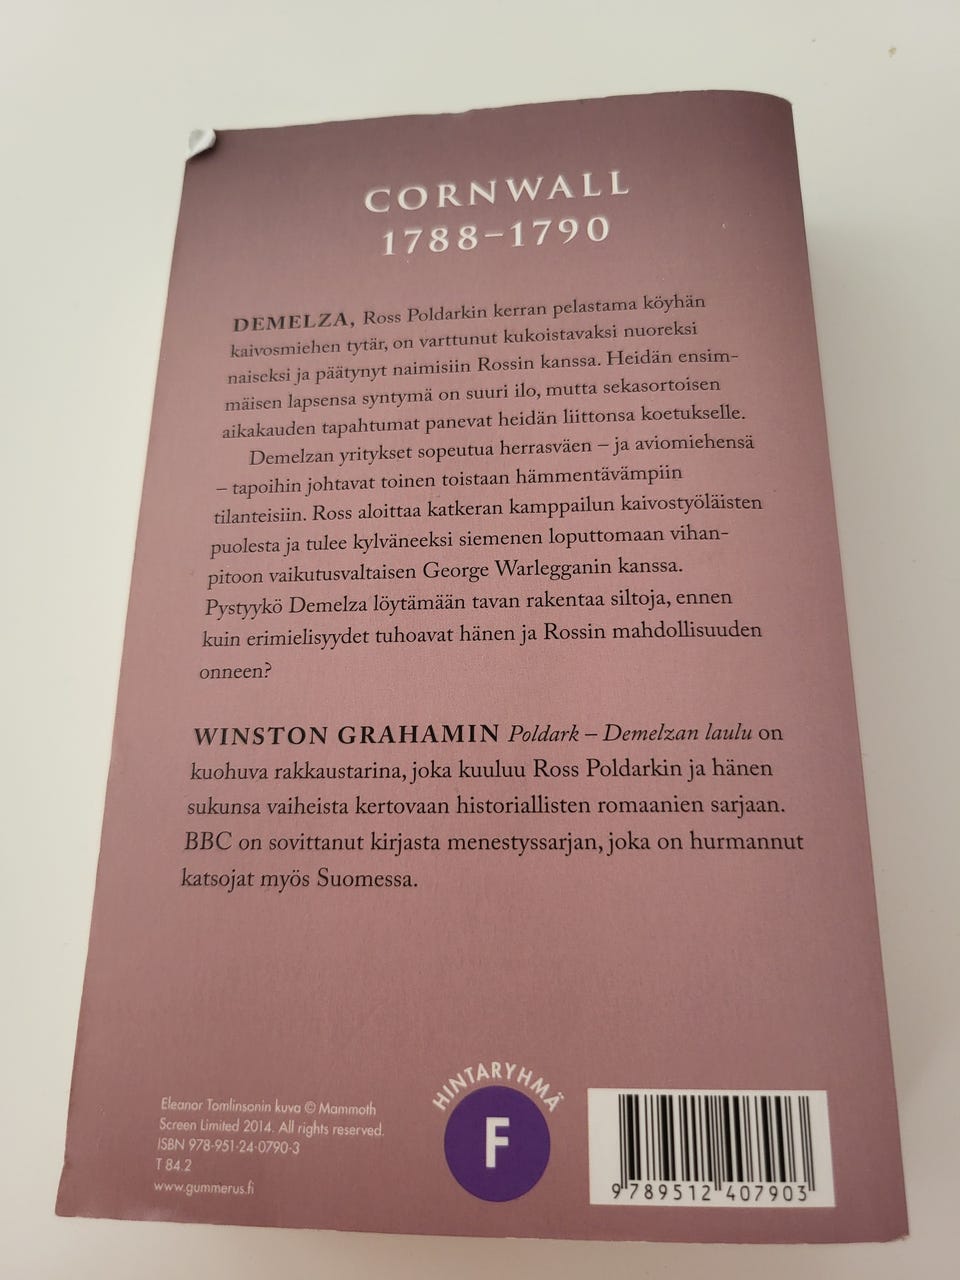 CORNWALL
1788–1790
DEMELZA, Ross Poldarkin kerran pelastama köyhän
kaivosmiehen tytär, on varttunut kukoistavaksi nuoreksi
naiseksi ja päätynyt naimisiin Rossin kanssa. Heidän ensim-
mäisen lapsensa syntymä on suuri ilo, mutta sekasortoisen
aikakauden tapahtumat panevat heidän liittonsa koetukselle.
Demelzan yritykset sopeutua herrasväen – ja aviomiehensä
– tapoihin johtavat toinen toistaan hämmentävämpiin
tilanteisiin. Ross aloittaa katkeran kamppailun kaivostyöläisten
puolesta ja tulee kylväneeksi siemenen loputtomaan vihan-
pitoon vaikutusvaltaisen George Warlegganin kanssa.
Pystyykö Demelza löytämään tavan rakentaa siltoja, ennen
kuin erimielisyydet tuhoavat hänen ja Rossin mahdollisuuden
onneen?
WINSTON GRAHAMIN Poldark – Demelzan laulu on
kuohuva rakkaustarina, joka kuuluu Ross Poldarkin ja hänen
sukunsa vaiheista kertovaan historiallisten romaanien sarjaan.
BBC on sovittanut kirjasta menestyssarjan, joka on hurmannut
katsojat myös Suomessa.
Eleanor Tomlinsonin kuva © Mammoth
Screen Limited 2014. All rights reserved.
ISBN 978-951-24-0790-3
T 84.2
www.gummerus.fi
HINTARYHMÄ
F
9 789512 407903